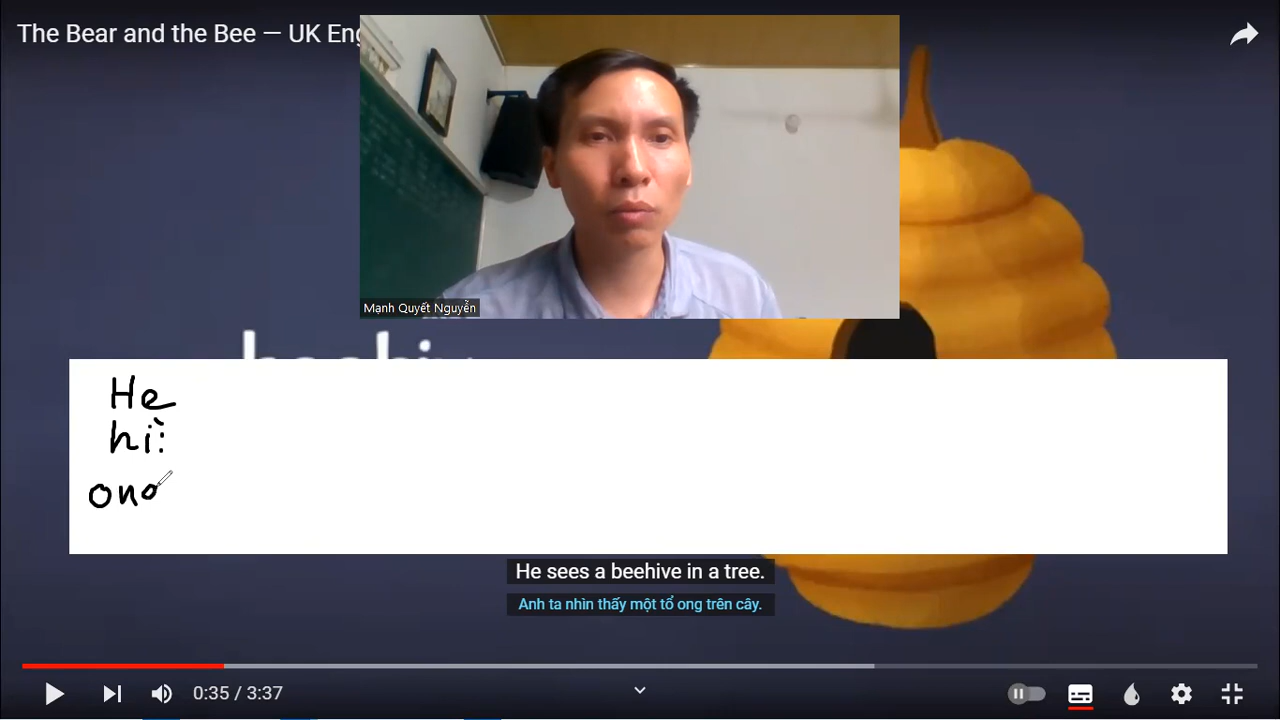 The Bear and the Bee — UK Eng
Mạnh Quyết Nguyễn
He
hì:
ono
He sees a beehive in a tree.
Anh ta nhìn thấy một tổ ong trên cây.
0:35 / 3:37